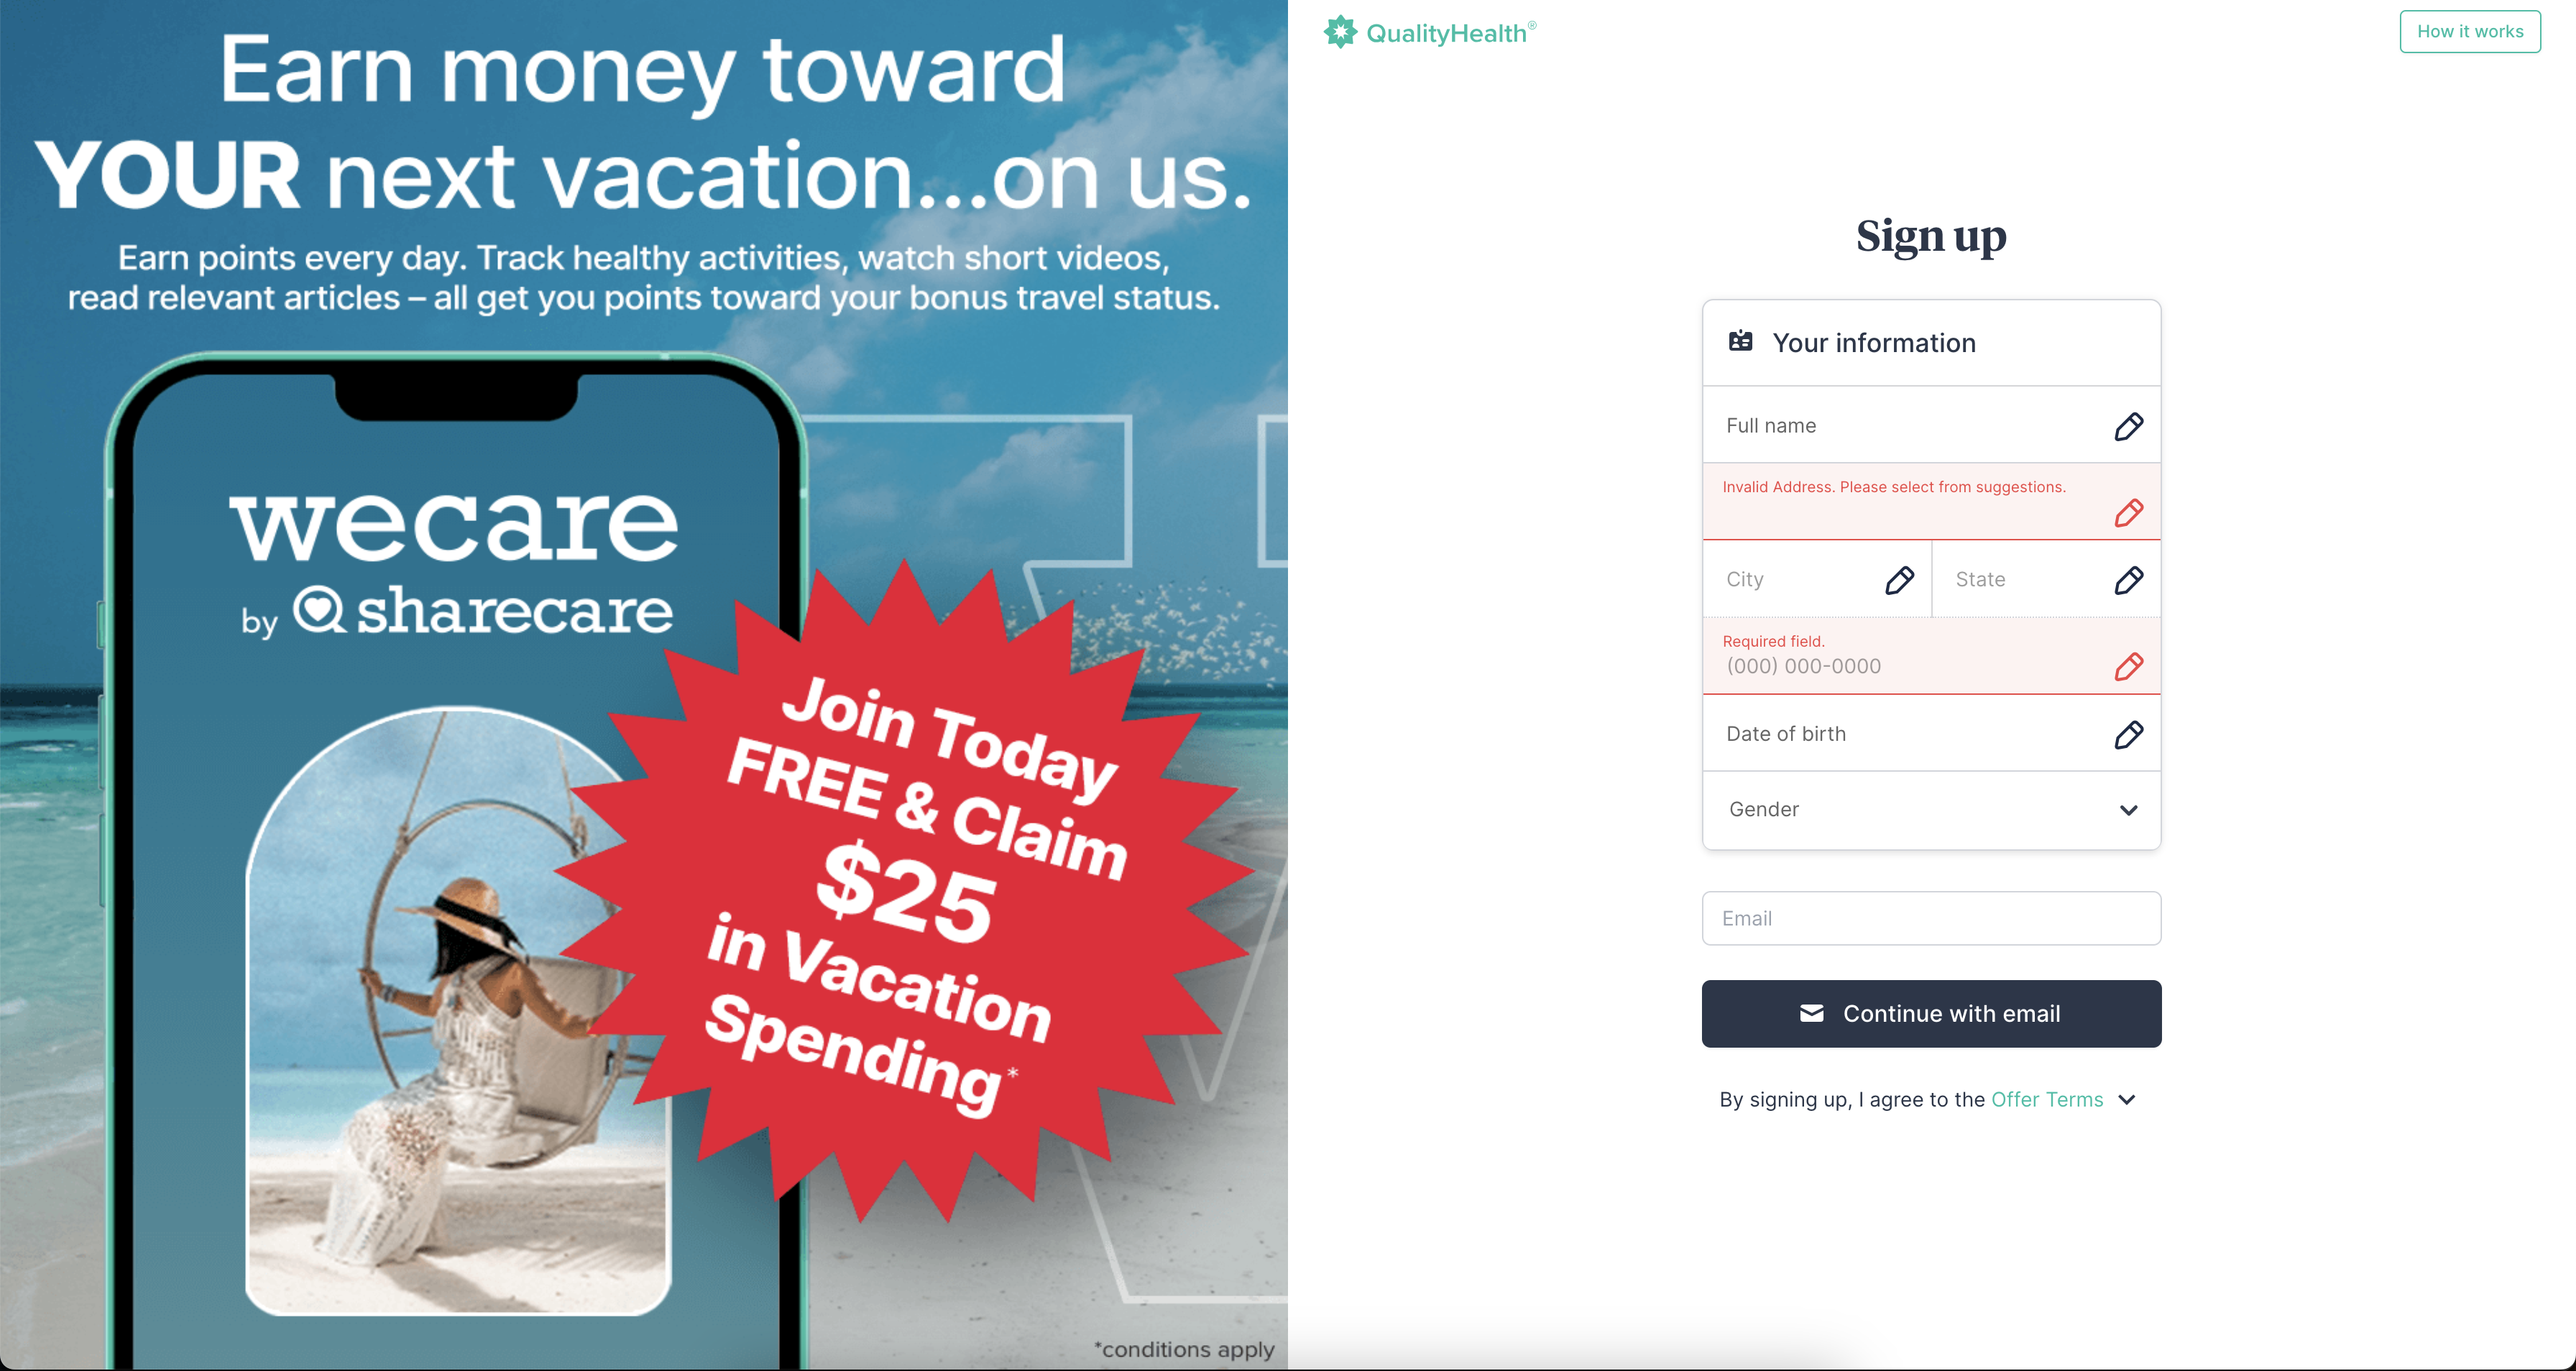 Earn money toward
YOUR next vacation...on us.
Earn points every day. Track healthy activities, watch short videos,
read relevant articles – all get you points toward your bonus travel status.
wecare
by sharecare
Join Today
FREE & Claim
$25
in Vacation
Spending*
*conditions apply
QualityHealth®
How it works
Sign up
Your information
Full name
Invalid Address. Please select from suggestions.
City
State
Required field.
(000) 000-0000
Date of birth
Gender
Email
Continue with email
By signing up, I agree to the Offer Terms